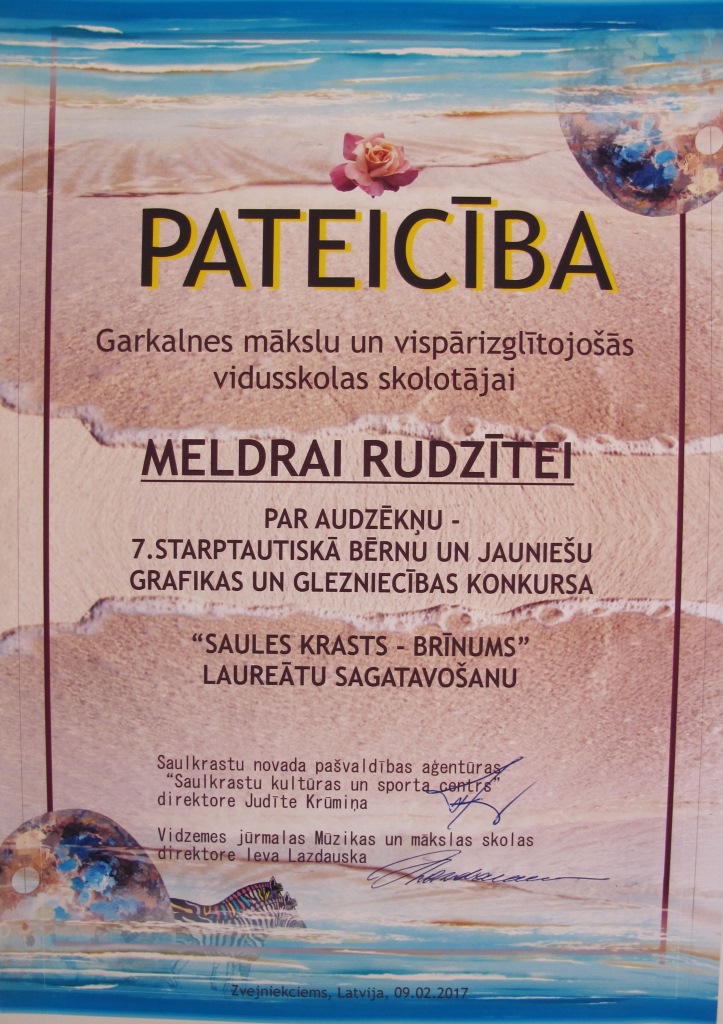 PATEICĪBA
Garkalnes mākslu un vispārizglītojošās
vidusskolas skolotājai
MELDRAI RUDZĪTEI
PAR AUDZĒKŅU -
7.STARPTAUTISKĀ BĒRNU UN JAUNIEŠU
GRAFIKAS UN GLEZNIECĪBAS KONKURSA
“SAULES KRASTS - BRĪNUMS”
LAUREĀTU SAGATAVOŠANU
Saulkrastu novada pašvaldības aģentūras
“Saulkrastu kultūras un sporta centrs”
direktore Judīte Krūmiņa
Vidzemes jūrmalas Mūzikas un mākslas skolas
direktore Ieva Lazdauska
Zvejniekciems, Latvija, 09.02.2017